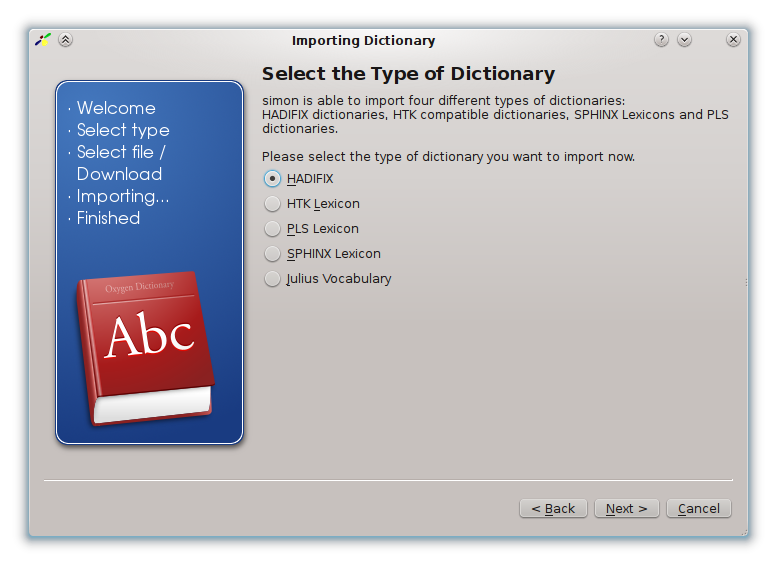 Importing Dictionary
· Welcome
· Select type
· Select file /
Download
· Importing...
· Finished
Oxygen Dictionary
Abc
Select the Type of Dictionary
simon is able to import four different types of dictionaries:
HADIFIX dictionaries, HTK compatible dictionaries, SPHINX Lexicons and PLS
dictionaries.
Please select the type of dictionary you want to import now.
HADIFIX
HTK Lexicon
PLS Lexicon
SPHINX Lexicon
Julius Vocabulary
< Back
Next >
Cancel